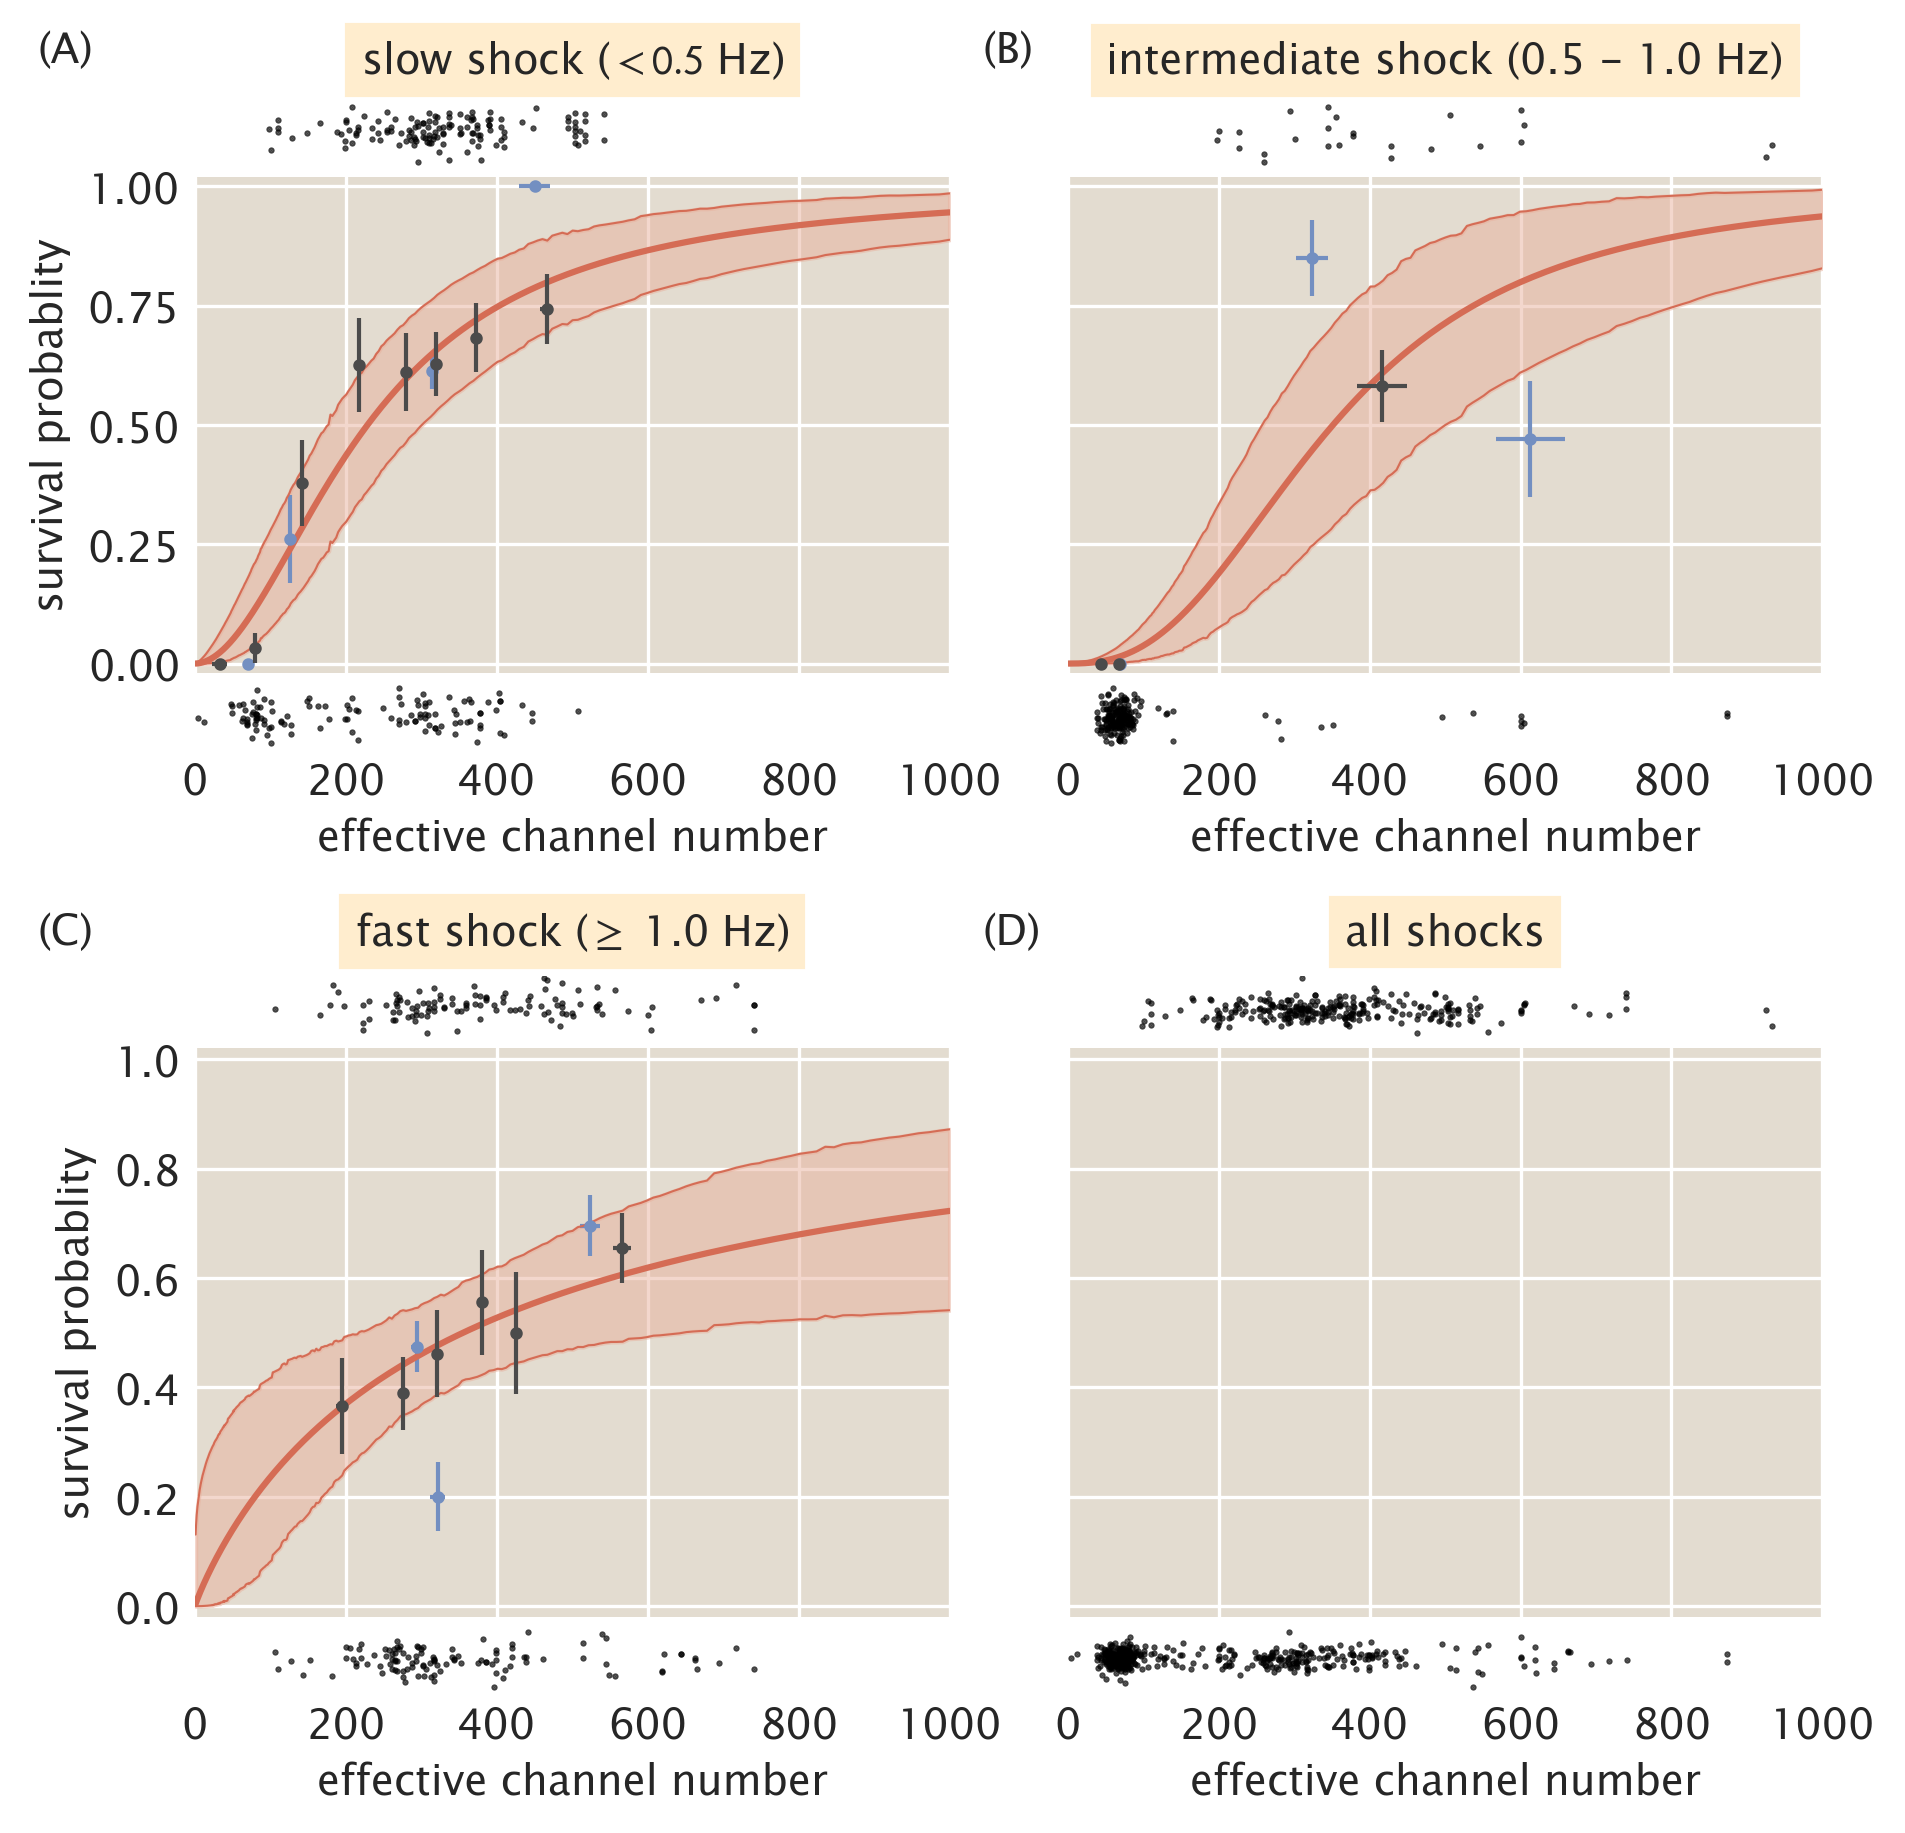 (A)
slow shock (<0.5 Hz)
(B)
intermediate shock (0.5 – 1.0 Hz)
survival probablity
1.00
0.75
0.50
0.25
0.00
0 200 400 600 800 1000
effective channel number
0 200 400 600 800 1000
effective channel number
(C)
fast shock (≥ 1.0 Hz)
(D)
all shocks
survival probablity
1.0
0.8
0.6
0.4
0.2
0.0
0 200 400 600 800 1000
effective channel number
0 200 400 600 800 1000
effective channel number